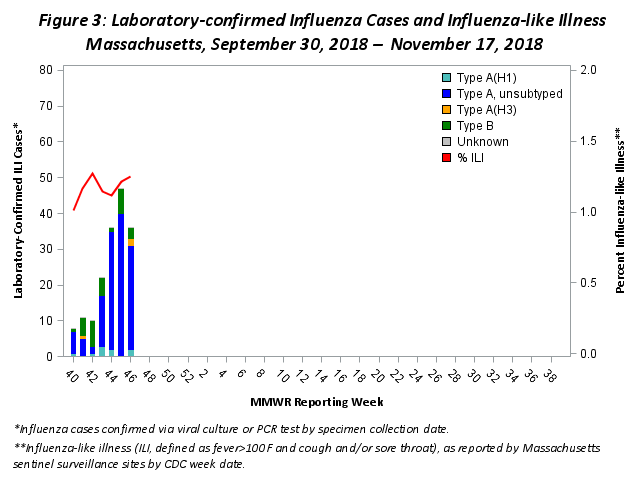 Figure 3: Laboratory-confirmed Influenza Cases and Influenza-like Illness
Massachusetts, September 30, 2018 – November 17, 2018
80
70
60
50
40
30
20
10
0
Laboratory-Confirmed ILI Cases*
Type A(H1)
Type A, unsubtyped
Type A(H3)
Type B
Unknown
% ILI
2.0
1.5
1.0
0.5
0.0
Percent Influenza-like Illness**
40 42 44 46 48 50 52 2 4 6 8 10 12 14 16 18 20 22 24 26 28 30 32 34 36 38
MMWR Reporting Week
*Influenza cases confirmed via viral culture or PCR test by specimen collection date.
**Influenza-like illness (ILI, defined as fever>100 F and cough and/or sore throat), as reported by Massachusetts
sentinel surveillance sites by CDC week date.